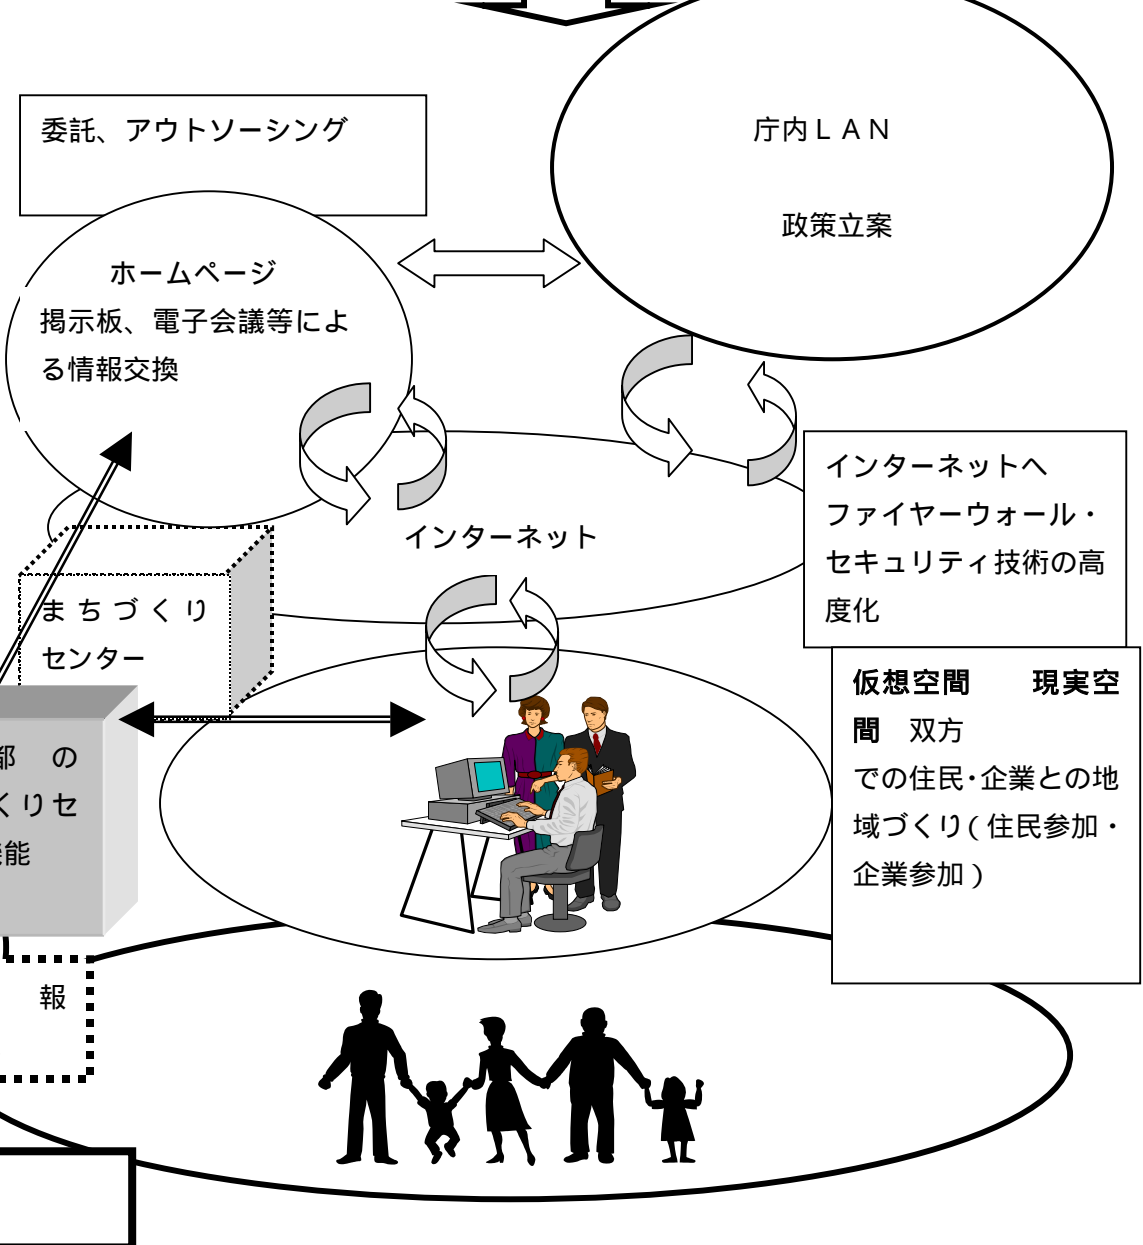 委託、アウトソーシング
庁内ＬＡＮ
政策立案
ホームページ
掲示板、電子会議等によ
る情報交換
インターネット
インターネットへ
ファイヤーウォール・
セキュリティ技術の高
度化
まちづくり
センター
仮想空間　　現実空
間　双方
での住民・企業との地
域づくり（住民参加・
企業参加）
都　の
くりセ
能
報